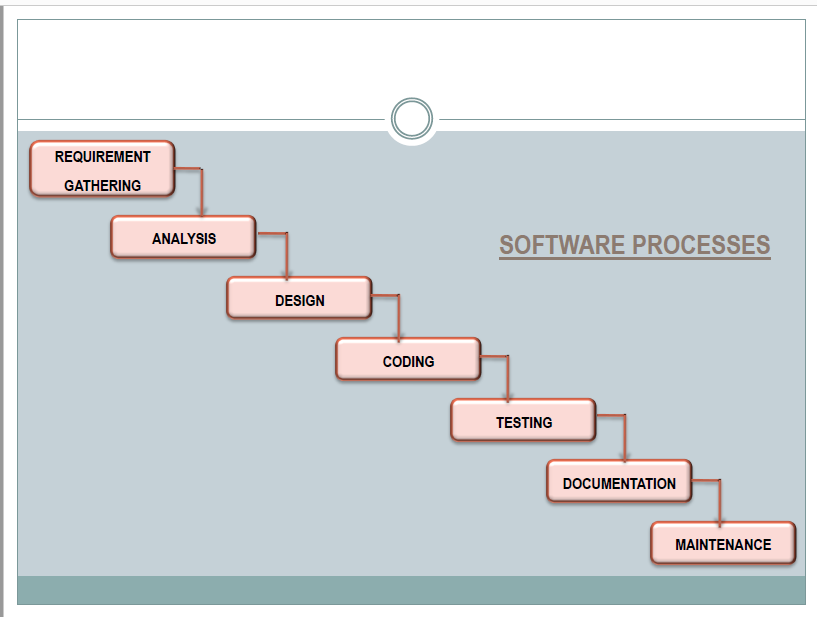 REQUIREMENT
GATHERING
ANALYSIS
SOFTWARE PROCESSES
DESIGN
CODING
TESTING
DOCUMENTATION
MAINTENANCE